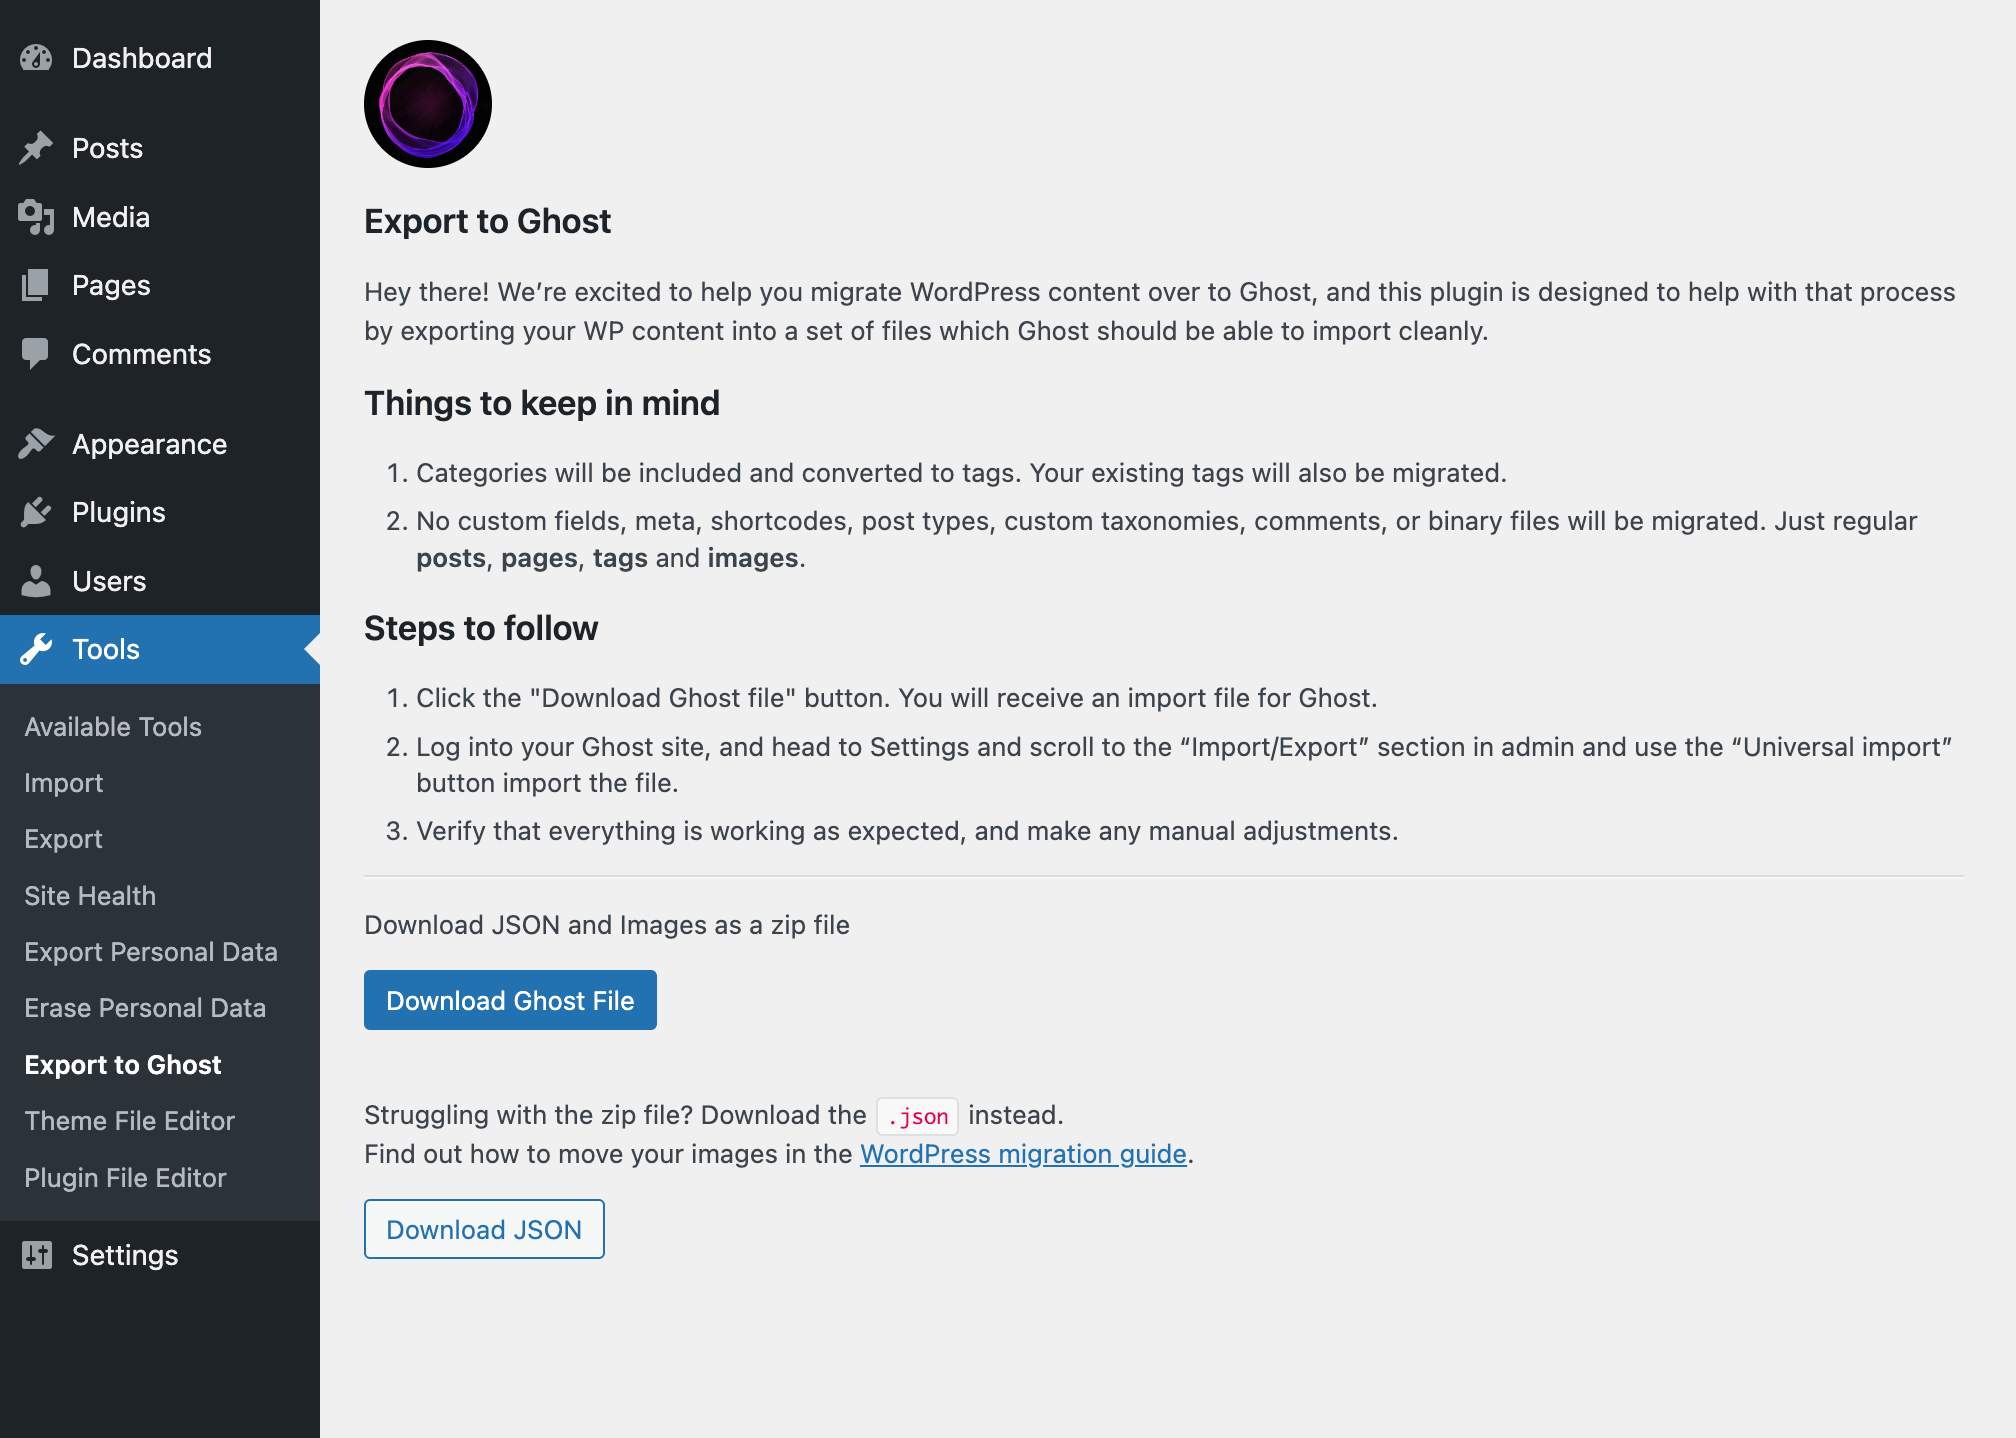 Dashboard
Posts
Media
Pages
Comments
Appearance
Plugins
Users
Tools
Available Tools
Import
Export
Site Health
Export Personal Data
Erase Personal Data
Export to Ghost
Theme File Editor
Plugin File Editor
Settings
Export to Ghost
Hey there! We’re excited to help you migrate WordPress content over to Ghost, and this plugin is designed to help with that process
by exporting your WP content into a set of files which Ghost should be able to import cleanly.
Things to keep in mind
1. Categories will be included and converted to tags. Your existing tags will also be migrated.
2. No custom fields, meta, shortcodes, post types, custom taxonomies, comments, or binary files will be migrated. Just regular
posts, pages, tags and images.
Steps to follow
1. Click the "Download Ghost file" button. You will receive an import file for Ghost.
2. Log into your Ghost site, and head to Settings and scroll to the “Import/Export” section in admin and use the “Universal import”
button import the file.
3. Verify that everything is working as expected, and make any manual adjustments.
Download JSON and Images as a zip file
Download Ghost File
Struggling with the zip file? Download the .json instead.
Find out how to move your images in the WordPress migration guide.
Download JSON